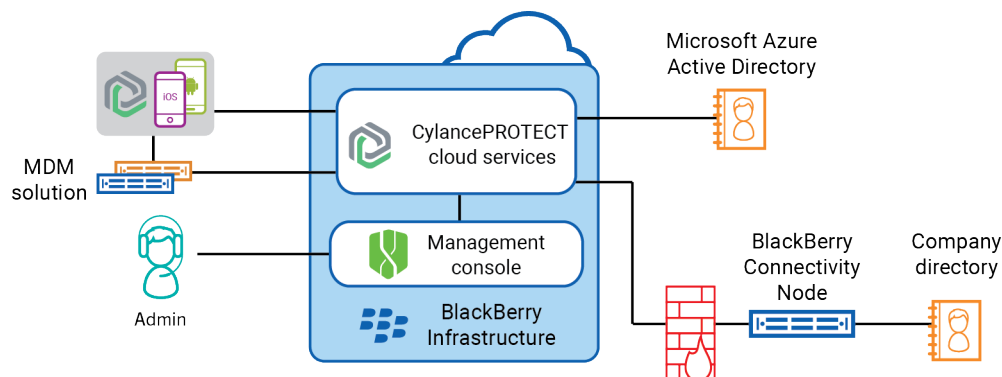 Microsoft Azure
Active Directory
iOS
CylancePROTECT
cloud services
MDM
solution
Management
console
Admin
BlackBerry
Infrastructure
BlackBerry
Connectivity
Node
Company
directory